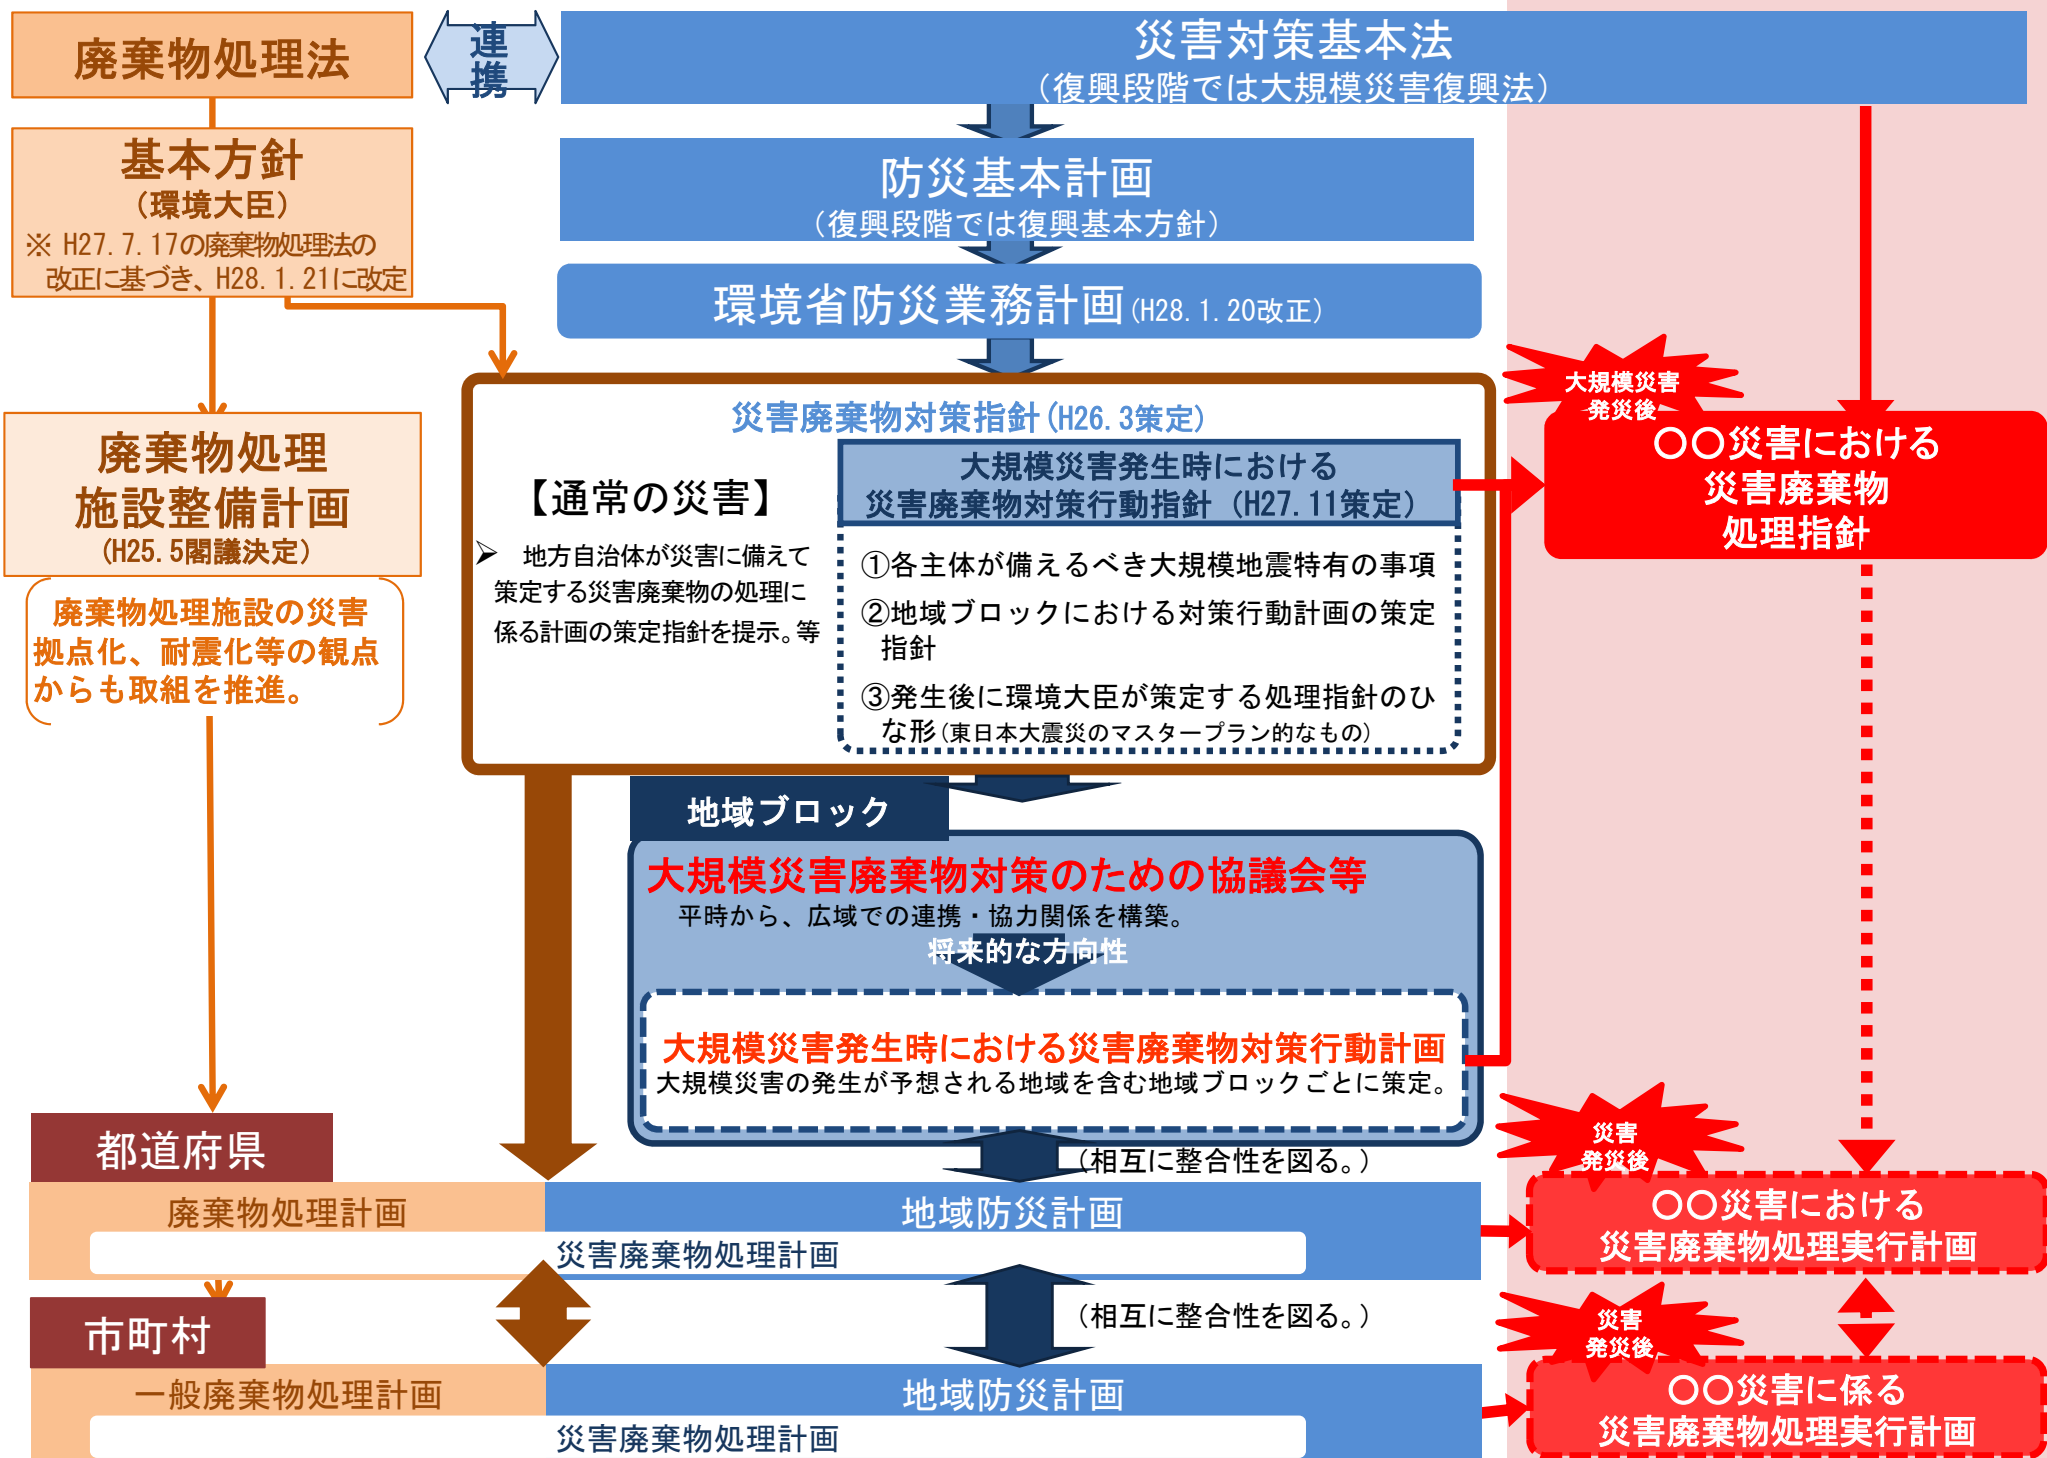 廃棄物処理法
連
携
災害対策基本法
（復興段階では大規模災害復興法）
基本方針
（環境大臣）
※ H27.7.17の廃棄物処理法の
改正に基づき、H28.1.21に改定
防災基本計画
（復興段階では復興基本方針）
環境省防災業務計画(H28.1.20改正)
廃棄物処理
施設整備計画
(H25.5閣議決定)
廃棄物処理施設の災害
拠点化、耐震化等の観点
からも取組を推進。
災害廃棄物対策指針(H26.3策定)
【通常の災害】
➢ 地方自治体が災害に備えて
策定する災害廃棄物の処理に
係る計画の策定指針を提示。等
大規模災害発生時における
災害廃棄物対策行動指針（H27.11策定）
①各主体が備えるべき大規模地震特有の事項
②地域ブロックにおける対策行動計画の策定
指針
③発生後に環境大臣が策定する処理指針のひ
な形(東日本大震災のマスタープラン的なもの)
大規模災害
発災後
〇〇災害における
災害廃棄物
処理指針
地域ブロック
大規模災害廃棄物対策のための協議会等
平時から、広域での連携・協力関係を構築。
将来的な方向性
大規模災害発生時における災害廃棄物対策行動計画
大規模災害の発生が予想される地域を含む地域ブロックごとに策定。
（相互に整合性を図る。）
都道府県
廃棄物処理計画
地域防災計画
災害廃棄物処理計画
災害
発災後
〇〇災害における
災害廃棄物処理実行計画
（相互に整合性を図る。）
市町村
一般廃棄物処理計画
地域防災計画
災害廃棄物処理計画
災害
発災後
〇〇災害に係る
災害廃棄物処理実行計画